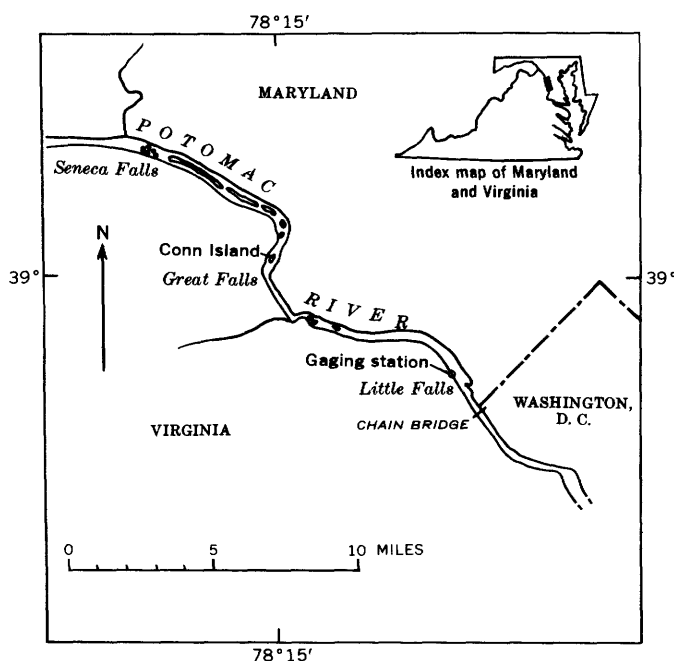 78°15′
MARYLAND
POTOMAC
Seneca Falls
Index map of Maryland
and Virginia
N
Conn Island
39°
39°
Great Falls
RIVER
Gaging station
Little Falls
WASHINGTON,
D. C.
VIRGINIA
CHAIN BRIDGE
0 5 10 MILES
78°15′